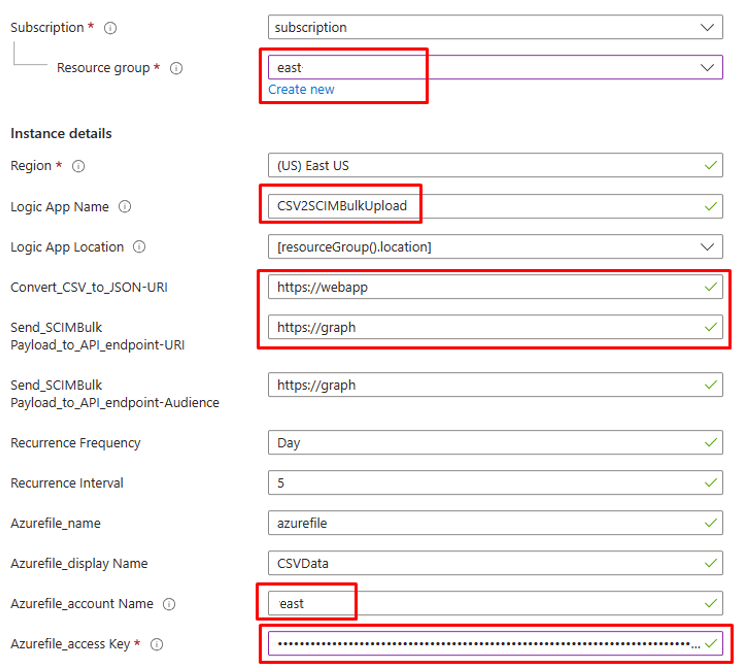 Subscription * subscription
Resource group * east
Create new
Instance details
Region * (US) East US
Logic App Name CSV2SCIMBulkUpload
Logic App Location [resourceGroup().location]
Convert_CSV_to_JSON-URI https://webapp
Send_SCIMBulk
Payload_to_API_endpoint-URI https://graph
Send_SCIMBulk
Payload_to_API_endpoint-Audience https://graph
Recurrence Frequency Day
Recurrence Interval 5
Azurefile_name azurefile
Azurefile_display Name CSVData
Azurefile_account Name east
Azurefile_access Key *